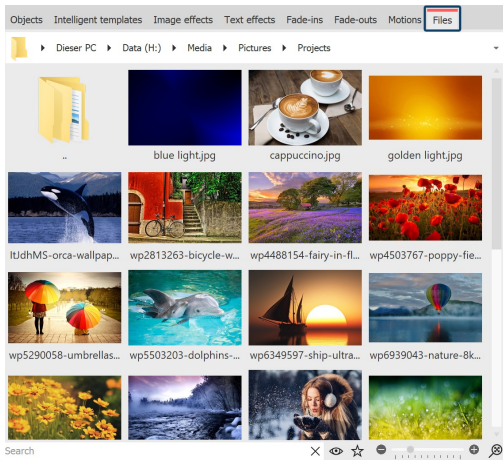 Objects Intelligent templates Image effects Text effects Fade-ins Fade-outs Motions Files
Dieser PC Data (H:) Media Pictures Projects
.. blue light.jpg cappuccino.jpg golden light.jpg
ltJdhMS-orca-wallpap... wp2813263-bicycle-w... wp4488154-fairy-in-fl... wp4503767-poppy-fie...
wp5290058-umbrellas... wp5503203-dolphins-... wp6349597-ship-ultra... wp6939043-nature-8k...
Search